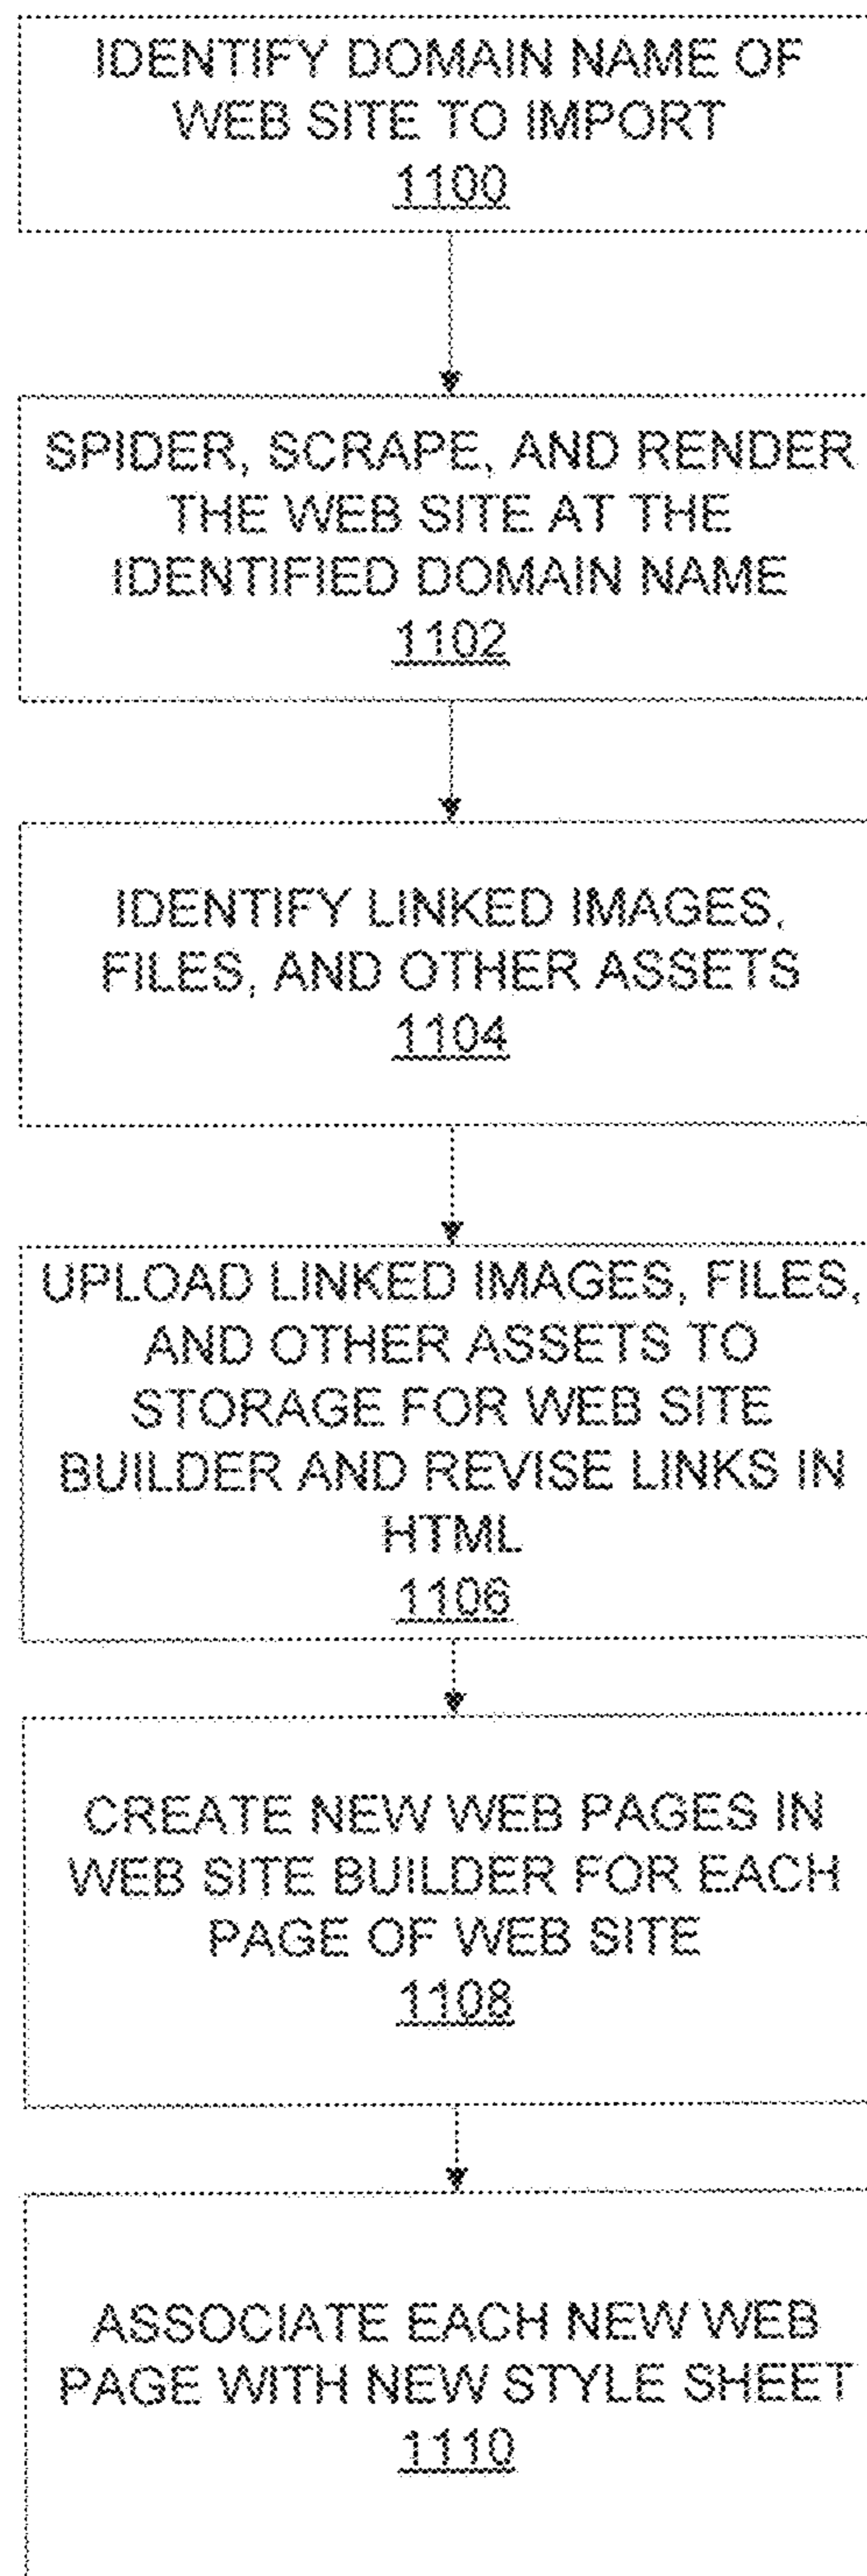 IDENTIFY DOMAIN NAME OF
WEB SITE TO IMPORT
1100
SPIDER, SCRAPE, AND RENDER
THE WEB SITE AT THE
IDENTIFIED DOMAIN NAME
1102
IDENTIFY LINKED IMAGES,
FILES, AND OTHER ASSETS
1104
UPLOAD LINKED IMAGES, FILES,
AND OTHER ASSETS TO
STORAGE FOR WEB SITE
BUILDER AND REVISE LINKS IN
HTML
1106
CREATE NEW WEB PAGES IN
WEB SITE BUILDER FOR EACH
PAGE OF WEB SITE
1108
ASSOCIATE EACH NEW WEB
PAGE WITH NEW STYLE SHEET
1110